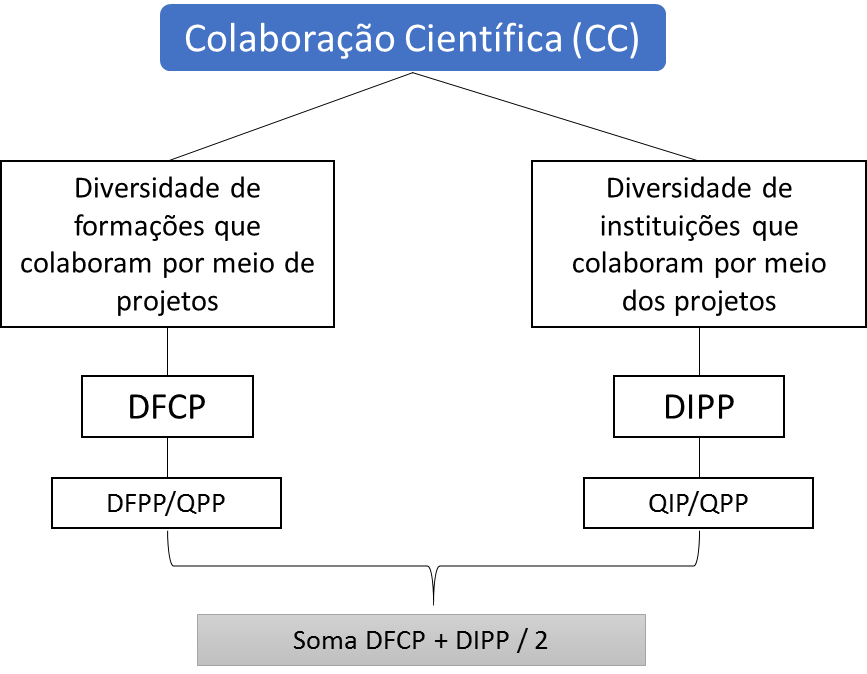 Colaboração Científica (CC)
Diversidade de
formações que
colaboram por meio de
projetos
Diversidade de
instituições que
colaboram por meio
dos projetos
DFCP
DIPP
DFPP/QPP
QIP/QPP
Soma DFCP + DIPP / 2